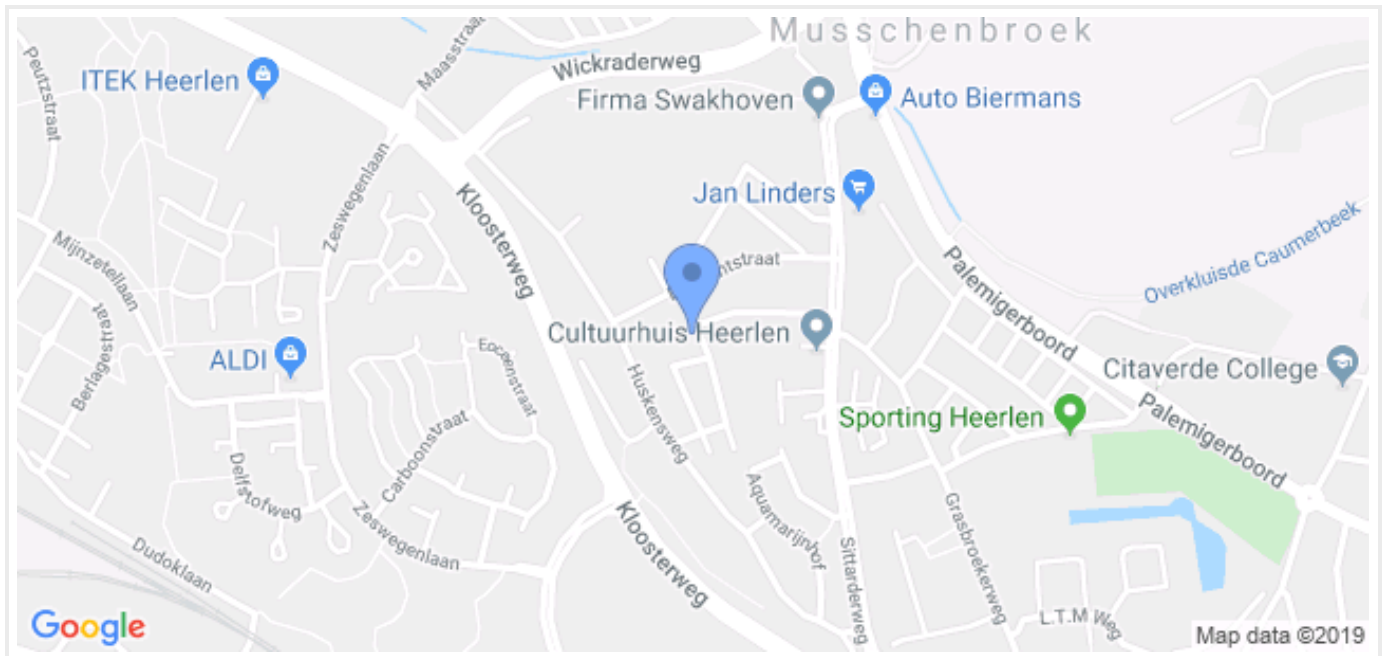 Musschenbroek
Maasstraat
Wickraderweg
Peutzstraat
ITEK Heerlen
Firma Swakhoven
Auto Biermans
Zeswegenlaan
Kloosterweg
Jan Linders
Mijnzetellaan
Palemigerboord
Overkluisde Caumerbeek
Berlagestraat
ALDI
Eoceenstraat
Cultuurhuis Heerlen
Huskensweg
Citaverde College
Carboonstraat
Sporting Heerlen
Palemigerboord
Delfstofweg
Zeswegenlaan
Kloosterweg
Aquamarijnhof
Sittarderweg
Grasbroekerweg
Dudoklaan
L.T.M Weg
Google
Map data ©2019